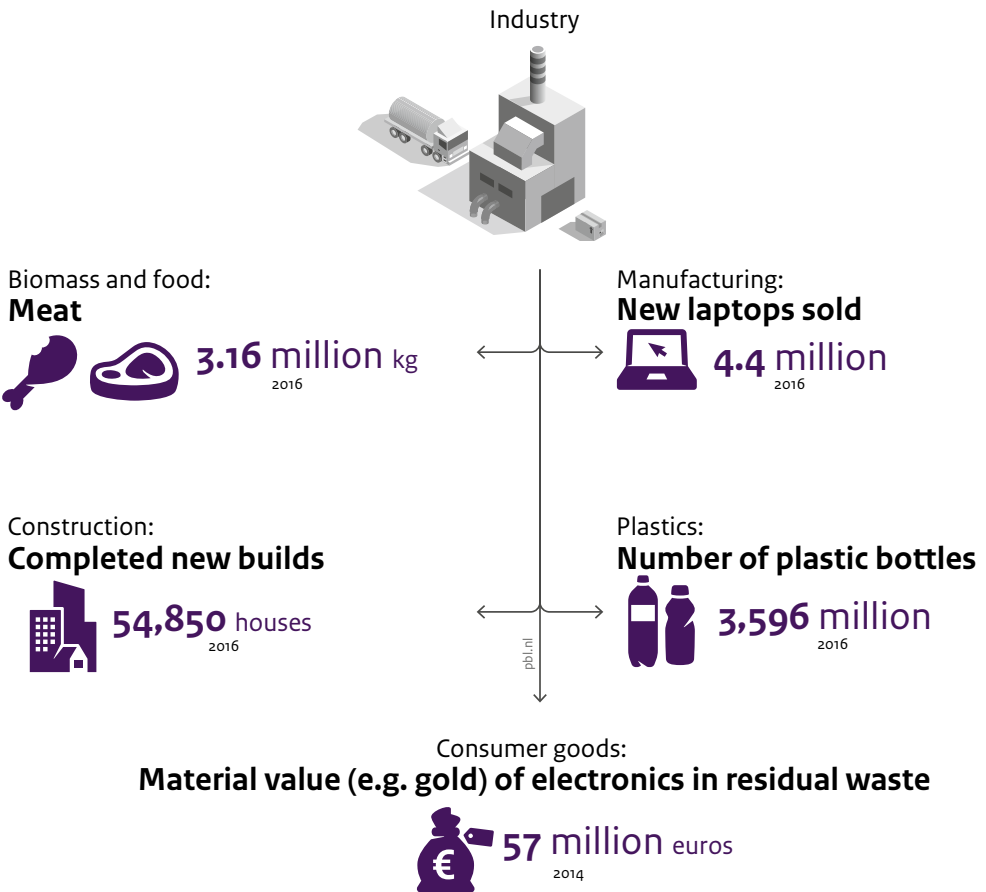 Industry
Biomass and food:
Meat
3.16 million kg
2016
Manufacturing:
New laptops sold
4.4 million
2016
Construction:
Completed new builds
54,850 houses
2016
Plastics:
Number of plastic bottles
3,596 million
2016
pbl.nl
Consumer goods:
Material value (e.g. gold) of electronics in residual waste
€
57 million euros
2014